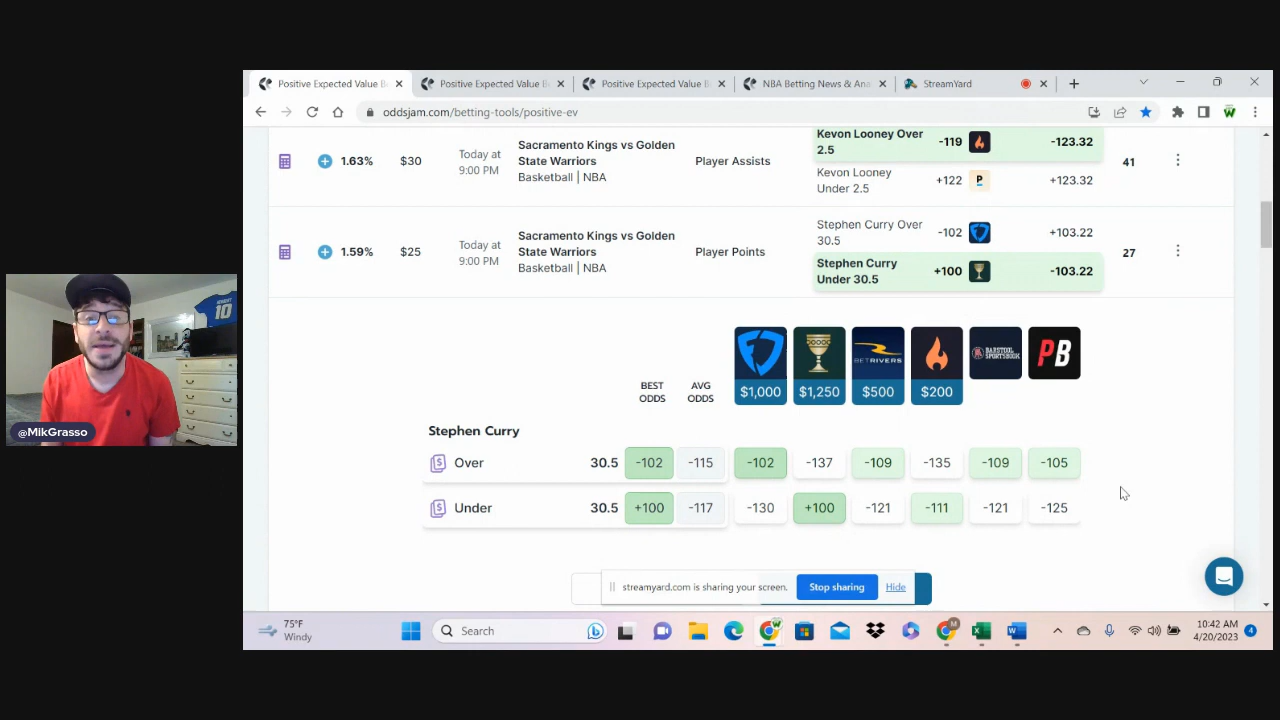 Positive Expected Value B
Positive Expected Value Be
Positive Expected Value Be
NBA Betting News & Ana
StreamYard
oddsjam.com/betting-tools/positive-ev
1.63%
$30
Today at
9:00 PM
Sacramento Kings vs Golden
State Warriors
Basketball | NBA
Player Assists
Kevon Looney Over
2.5
-119
-123.32
Kevon Looney
Under 2.5
+122
P
+123.32
41
1.59%
$25
Today at
9:00 PM
Sacramento Kings vs Golden
State Warriors
Basketball | NBA
Player Points
Stephen Curry Over
30.5
-102
+103.22
Stephen Curry
Under 30.5
+100
-103.22
27
BEST
ODDS
AVG
ODDS
BETRIVERS
BARSTOOL
SPORTSBOOK
PB
$1,000
$1,250
$500
$200
Stephen Curry
Over 30.5 -102 -115 -102 -137 -109 -135 -109 -105
Under 30.5 +100 -117 -130 +100 -121 -111 -121 -125
streamyard.com is sharing your screen.
Stop sharing
Hide
10
@MikGrasso
75°F
Windy
Search
10:42 AM
4/20/2023
4